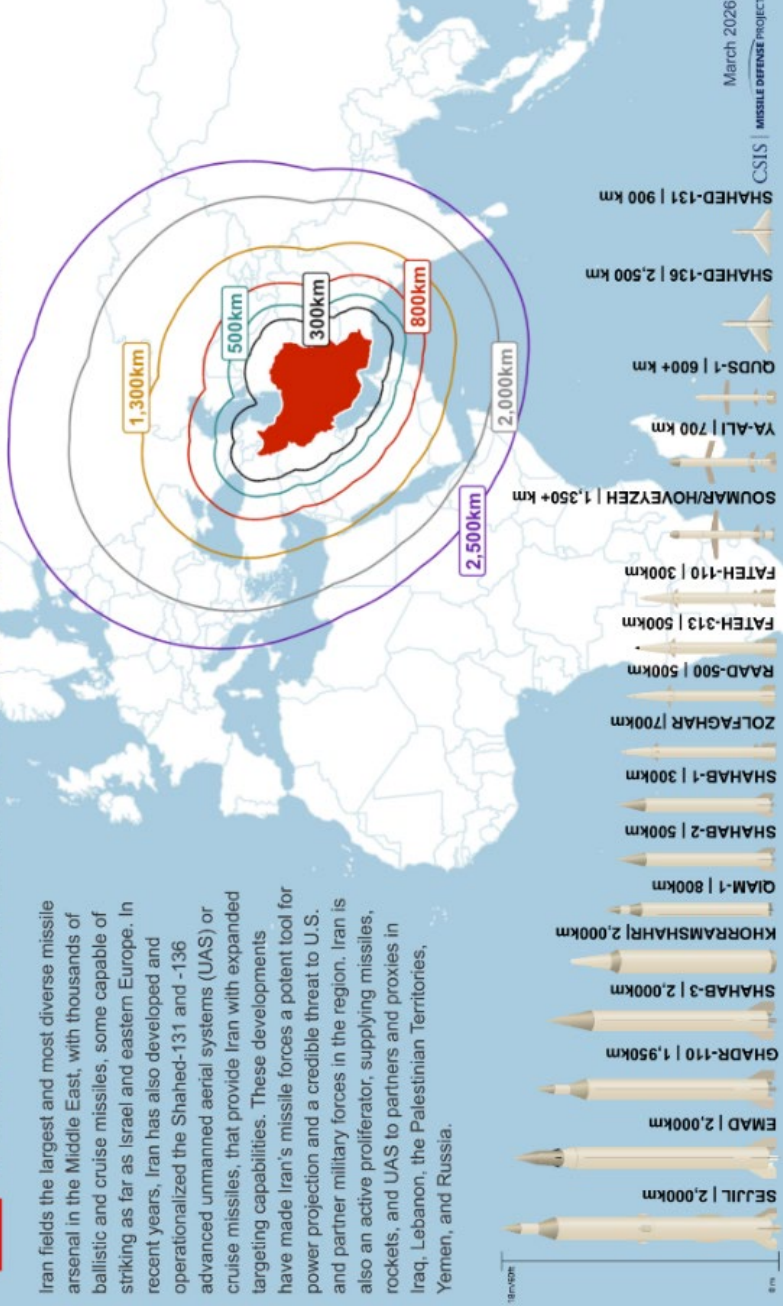 Iran fields the largest and most diverse missile
arsenal in the Middle East, with thousands of
ballistic and cruise missiles, some capable of
striking as far as Israel and eastern Europe. In
recent years, Iran has also developed and
operationalized the Shahed-131 and -136
advanced unmanned aerial systems (UAS) or
cruise missiles, that provide Iran with expanded
targeting capabilities. These developments
have made Iran's missile forces a potent tool for
power projection and a credible threat to U.S.
and partner military forces in the region. Iran is
also an active proliferator, supplying missiles,
rockets, and UAS to partners and proxies in
Iraq, Lebanon, the Palestinian Territories,
Yemen, and Russia.
1,300km
500km
300km
800km
2,000km
2,500km
18m/60ft
0 m
SEJJIL | 2,000km
EMAD | 2,000km
GHADR-110 | 1,950km
SHAHAB-3 | 2,000km
KHORRAMSHAHR| 2,000km
QIAM-1 | 800km
SHAHAB-2 | 500km
SHAHAB-1 | 300km
ZOLFAGHAR |700km
RAAD-500 | 500km
FATEH-313 | 500km
FATEH-110 | 300km
SOUMAR/HOVEYZEH | 1,350+ km
YA-ALI | 700 km
QUDS-1 | 600+ km
SHAHED-136 | 2,500 km
SHAHED-131 | 900 km
March 2026
CSIS | MISSILE DEFENSE PROJECT